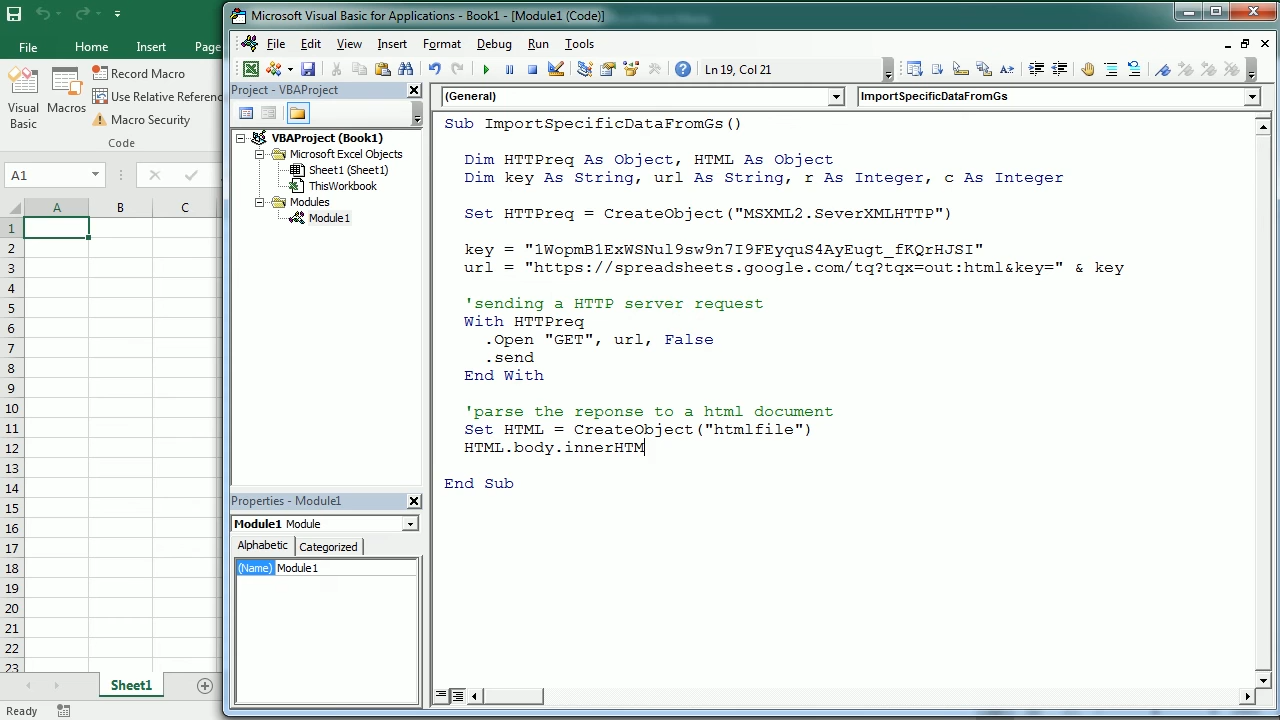 Microsoft Visual Basic for Applications - Book1 - [Module1 (Code)]
File Home Insert Page
Visual Basic
Macros
Record Macro
Use Relative Referenc
Macro Security
Code
A1
A B C
1
2
3
4
5
6
7
8
9
10
11
12
13
14
15
16
17
18
19
20
21
22
23
Sheet1
Ready
File Edit View Insert Format Debug Run Tools
Ln 19, Col 21
Project - VBAProject
VBAProject (Book1)
Microsoft Excel Objects
Sheet1 (Sheet1)
ThisWorkbook
Modules
Module1
Properties - Module1
Module1 Module
Alphabetic Categorized
(Name) Module1
(General) ImportSpecificDataFromGs
Sub ImportSpecificDataFromGs()
Dim HTTPreq As Object, HTML As Object
Dim key As String, url As String, r As Integer, c As Integer
Set HTTPreq = CreateObject("MSXML2.SeverXMLHTTP")
key = "1WopmB1ExWSNul9sw9n7I9FEyquS4AyEugt_fKQrHJSI"
url = "https://spreadsheets.google.com/tq?tqx=out:html&key=" & key
'sending a HTTP server request
With HTTPreq
.Open "GET", url, False
.send
End With
'parse the reponse to a html document
Set HTML = CreateObject("htmlfile")
HTML.body.innerHTM
End Sub